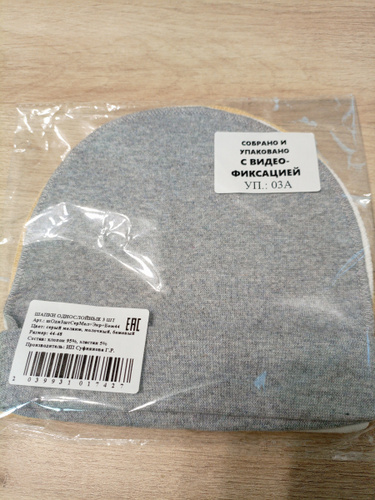 СОБРАНО И
УПАКОВАНО
С ВИДЕО-
ФИКСАЦИЕЙ
УП.: 03А
ШАПКИ ОДНОСЛОЙНЫЕ 3 ШТ
Цвет: серый меланж, молочный, бежевый
Размер: 44-48
Состав: хлопок 95%, эластан 5%
Производитель: ИП Суфиянова Г.Р.
EAC
2039931017427